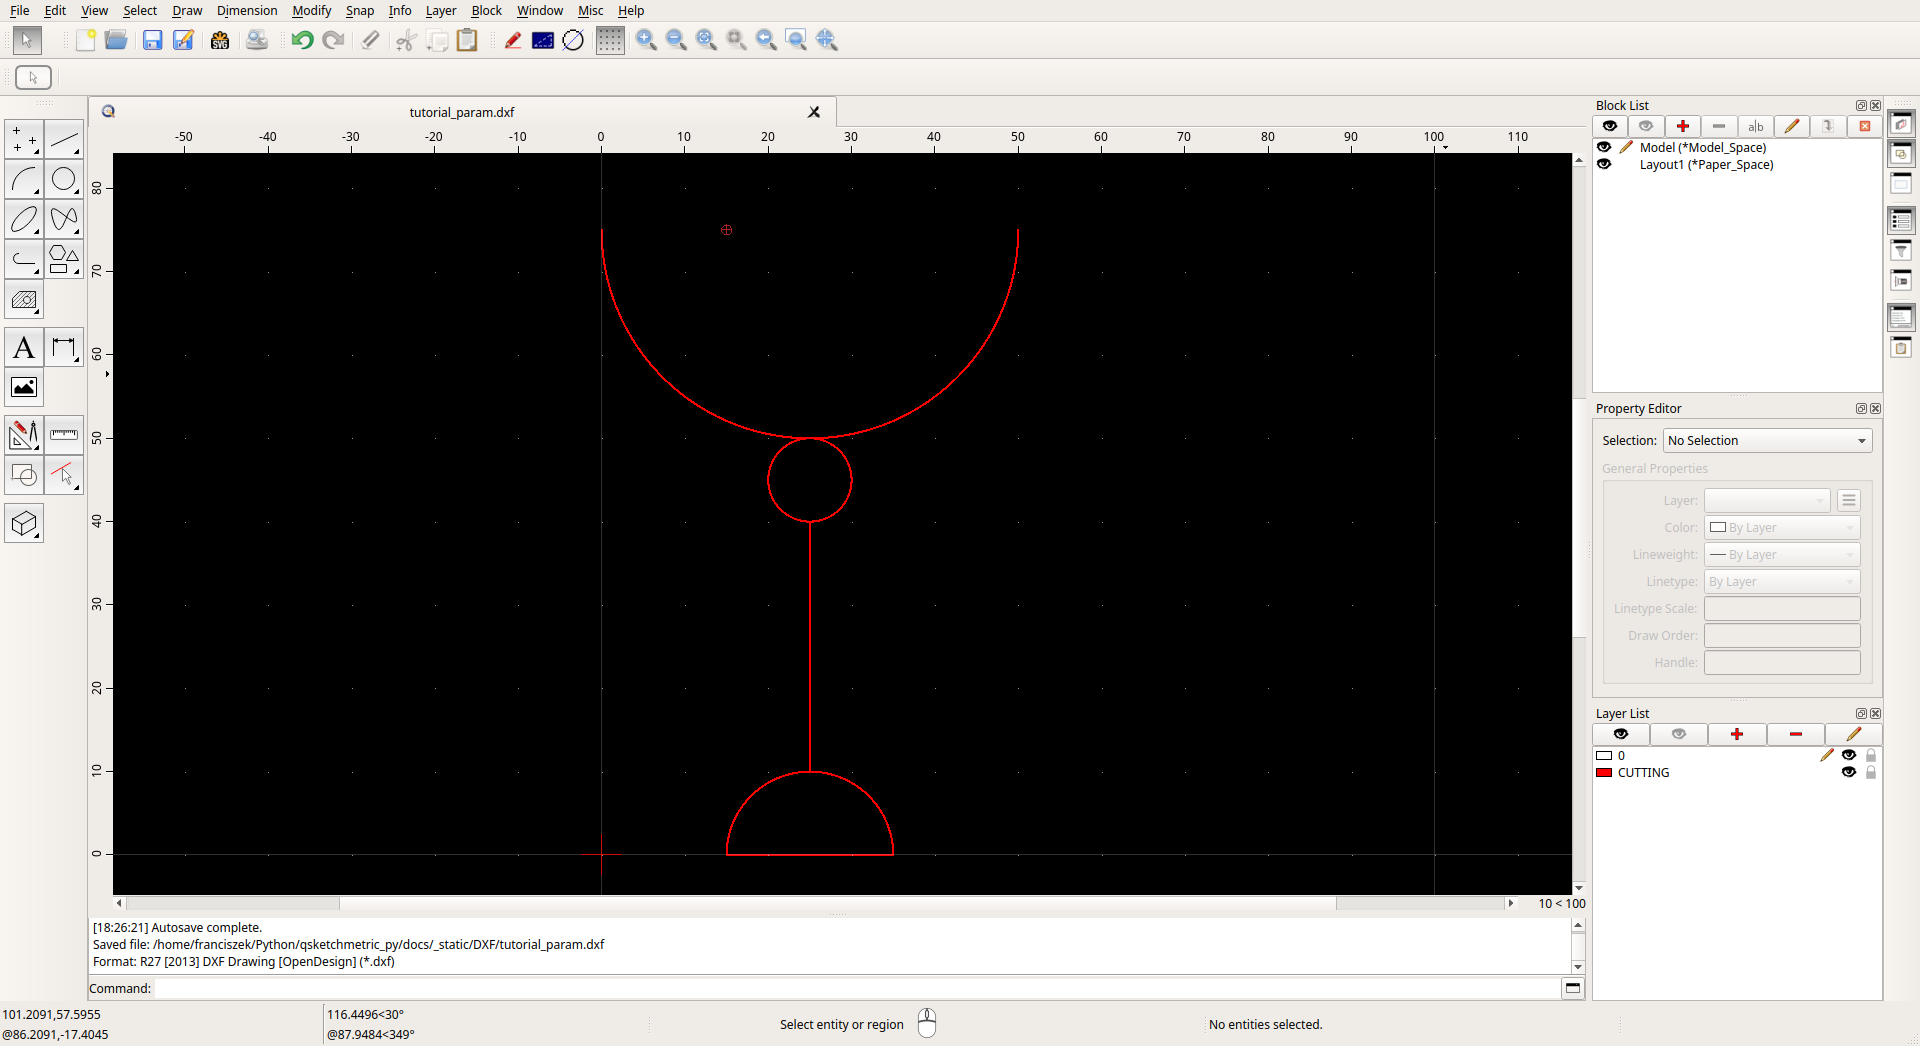 File Edit View Select Draw Dimension Modify Snap Info Layer Block Window Misc Help
SVG
tutorial_param.dxf
-50 -40 -30 -20 -10 0 10 20 30 40 50 60 70 80 90 100 110
80
70
60
50
40
30
20
10
0
A
10 < 100
[18:26:21] Autosave complete.
Saved file: /home/franciszek/Python/qsketchmetric_py/docs/_static/DXF/tutorial_param.dxf
Format: R27 [2013] DXF Drawing [OpenDesign] (*.dxf)
Command:
101.2091,57.5955
@86.2091,-17.4045
116.4496<30°
@87.9484<349°
Select entity or region
No entities selected.
Block List
a|b
Model (*Model_Space)
Layout1 (*Paper_Space)
Property Editor
Selection: No Selection
General Properties
Layer:
Color: By Layer
Lineweight: By Layer
Linetype: By Layer
Linetype Scale:
Draw Order:
Handle:
Layer List
0
CUTTING